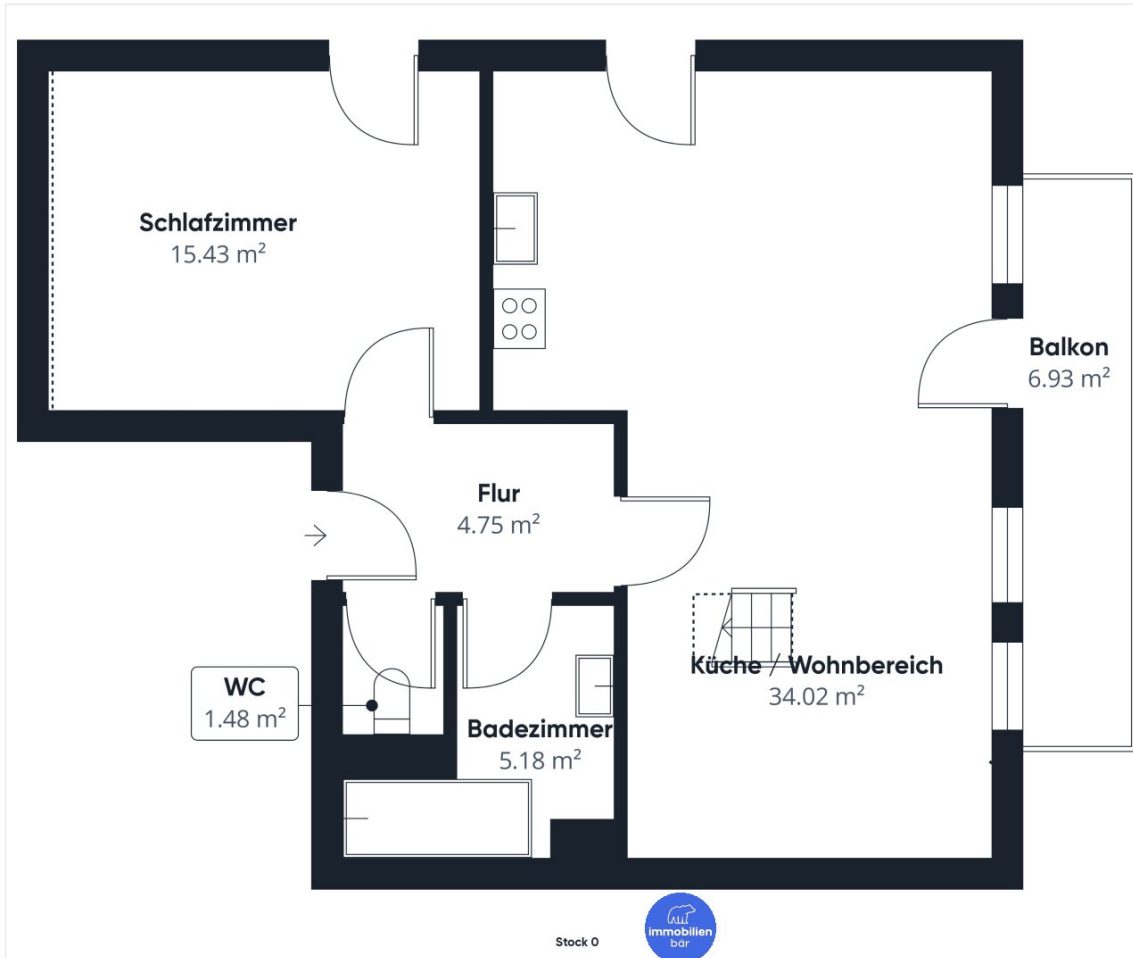 Schlafzimmer
15.43 m²
Balkon
6.93 m²
Flur
4.75 m²
Küche / Wohnbereich
34.02 m²
WC
1.48 m²
Badezimmer
5.18 m²
Stock 0
immobilien
bär